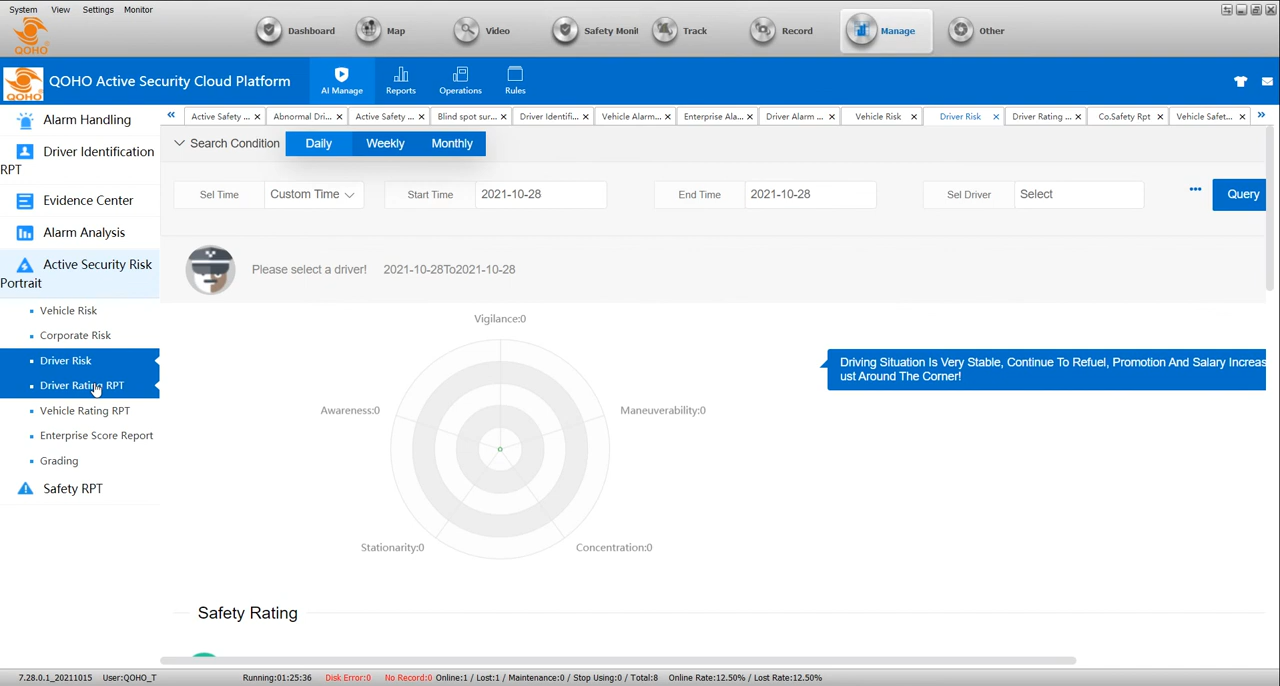 System View Settings Monitor
QOHO
Dashboard Map Video Safety Monit Track Record Manage Other
QOHO
QOHO Active Security Cloud Platform
AI Manage Reports Operations Rules
Alarm Handling
Driver Identification
RPT
Evidence Center
Alarm Analysis
Active Security Risk
Portrait
Vehicle Risk
Corporate Risk
Driver Risk
Driver Rating RPT
Vehicle Rating RPT
Enterprise Score Report
Grading
Safety RPT
Active Safety ... Abnormal Dri... Active Safety ... Blind spot sur... Driver Identifi... Vehicle Alarm... Enterprise Ala... Driver Alarm ... Vehicle Risk Driver Risk Driver Rating ... Co.Safety Rpt Vehicle Safet...
Search Condition Daily Weekly Monthly
Sel Time Custom Time Start Time 2021-10-28 End Time 2021-10-28 Sel Driver Select ••• Query
Please select a driver! 2021-10-28To2021-10-28
Vigilance:0
Driving Situation Is Very Stable, Continue To Refuel, Promotion And Salary Increas
ust Around The Corner!
Awareness:0 Maneuverability:0
Stationarity:0 Concentration:0
Safety Rating
7.28.0.1_20211015 User:QOHO_T Running:01:25:36 Disk Error:0 No Record:0 Online:1 / Lost:1 / Maintenance:0 / Stop Using:0 / Total:8 Online Rate:12.50% / Lost Rate:12.50%